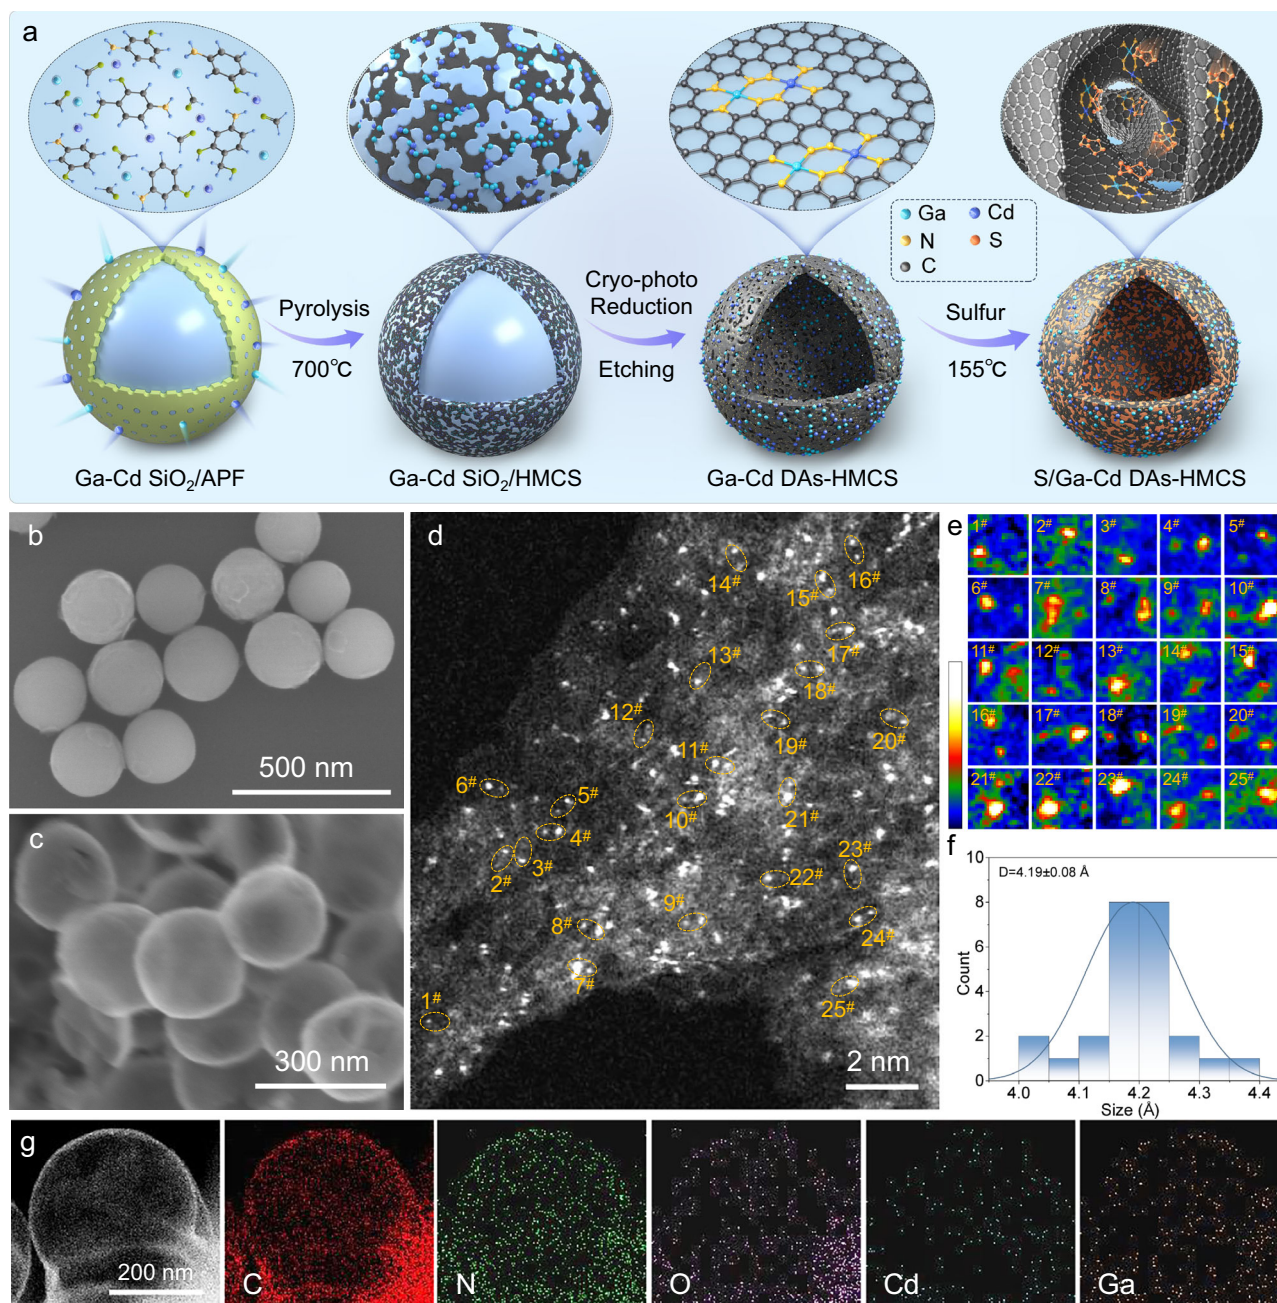 a
Ga
Cd
N
S
C
Pyrolysis
700°C
Cryo-photo
Reduction
Etching
Sulfur
155°C
Ga-Cd SiO₂/APF
Ga-Cd SiO₂/HMCS
Ga-Cd DAs-HMCS
S/Ga-Cd DAs-HMCS
b
500 nm
c
300 nm
d
14#
16#
15#
17#
13#
18#
12#
19#
20#
11#
6#
5#
10#
21#
4#
3#
2#
23#
22#
9#
8#
24#
7#
25#
1#
2 nm
e
1# 2# 3# 4# 5#
6# 7# 8# 9# 10#
11# 12# 13# 14# 15#
16# 17# 18# 19# 20#
21# 22# 23# 24# 25#
f
D=4.19±0.08 Å
Count
10
8
6
4
2
0
4.0 4.1 4.2 4.3 4.4
Size (Å)
g
200 nm
C
N
O
Cd
Ga